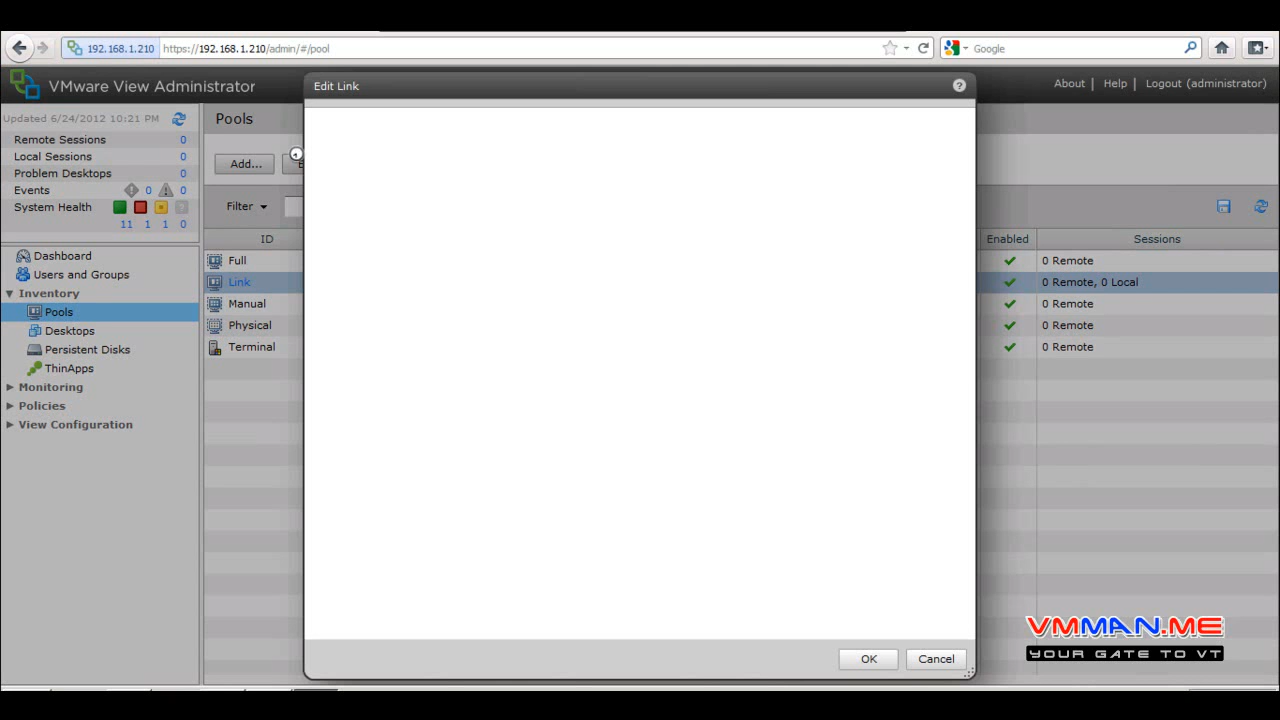 192.168.1.210 https://192.168.1.210/admin/#/pool Google
VMware View Administrator
About Help Logout (administrator)
Edit Link
Updated 6/24/2012 10:21 PM
Remote Sessions 0
Local Sessions 0
Problem Desktops 0
Events 0 0
System Health
11 1 1 0
Dashboard
Users and Groups
Inventory
Pools
Desktops
Persistent Disks
ThinApps
Monitoring
Policies
View Configuration
Pools
Add...
Filter
ID Enabled Sessions
Full 0 Remote
Link 0 Remote, 0 Local
Manual 0 Remote
Physical 0 Remote
Terminal 0 Remote
OK Cancel
VMMAN.ME
YOUR GATE TO VT